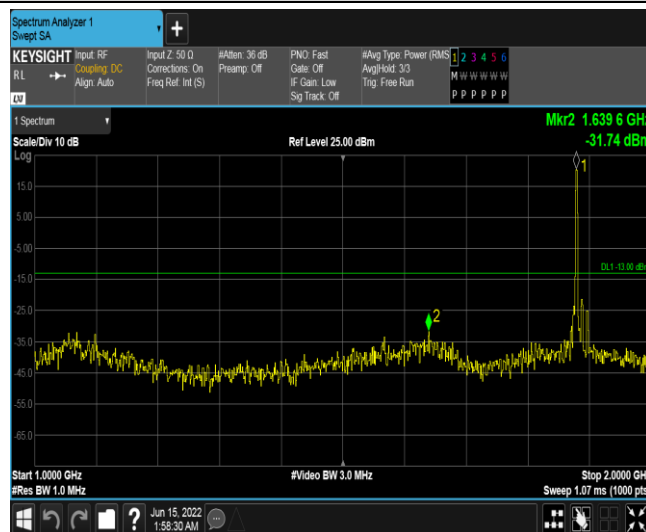 Spectrum Analyzer 1
Swept SA
+
KEYSIGHT
RL
Input: RF
Coupling: DC
Align: Auto
Input Z: 50 Ω
Corrections: On
Freq Ref: Int (S)
#Atten: 36 dB
Preamp: Off
PNO: Fast
Gate: Off
IF Gain: Low
Sig Track: Off
#Avg Type: Power (RMS
Avg|Hold: 3/3
Trig: Free Run
1 2 3 4 5 6
M W W W W W
P P P P P P
1 Spectrum
Scale/Div 10 dB
Log
Ref Level 25.00 dBm
Mkr2 1.639 6 GHz
-31.74 dBm
15.0
5.00
-5.00
-15.0
-25.0
-35.0
-45.0
-55.0
-65.0
1
2
DL1 -13.00 dBm
Start 1.0000 GHz
#Res BW 1.0 MHz
#Video BW 3.0 MHz
Stop 2.0000 GHz
Sweep 1.07 ms (1000 pts
?
Jun 15, 2022
1:58:30 AM